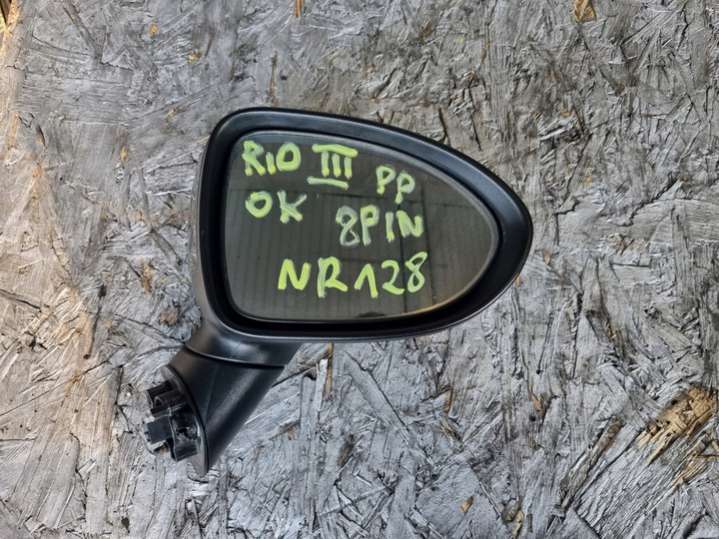 RIO III PP
OK 8PIN
NR128